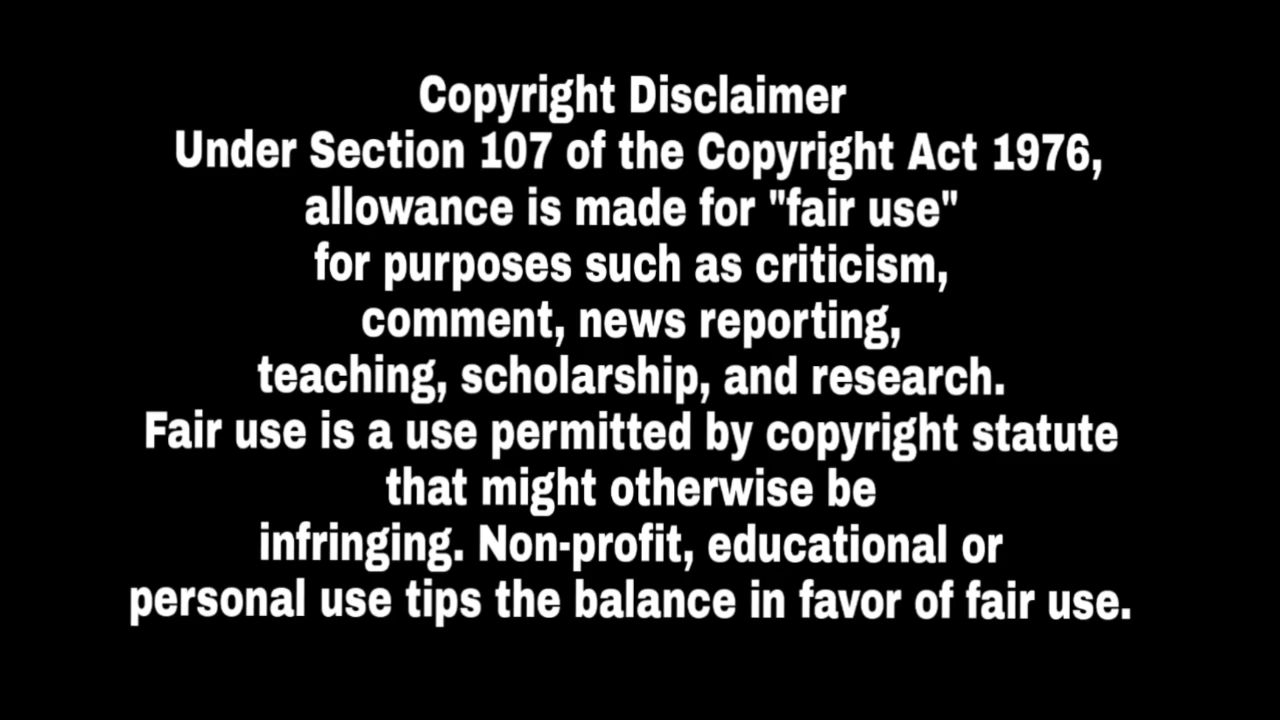 Copyright Disclaimer
Under Section 107 of the Copyright Act 1976,
allowance is made for "fair use"
for purposes such as criticism,
comment, news reporting,
teaching, scholarship, and research.
Fair use is a use permitted by copyright statute
that might otherwise be
infringing. Non-profit, educational or
personal use tips the balance in favor of fair use.